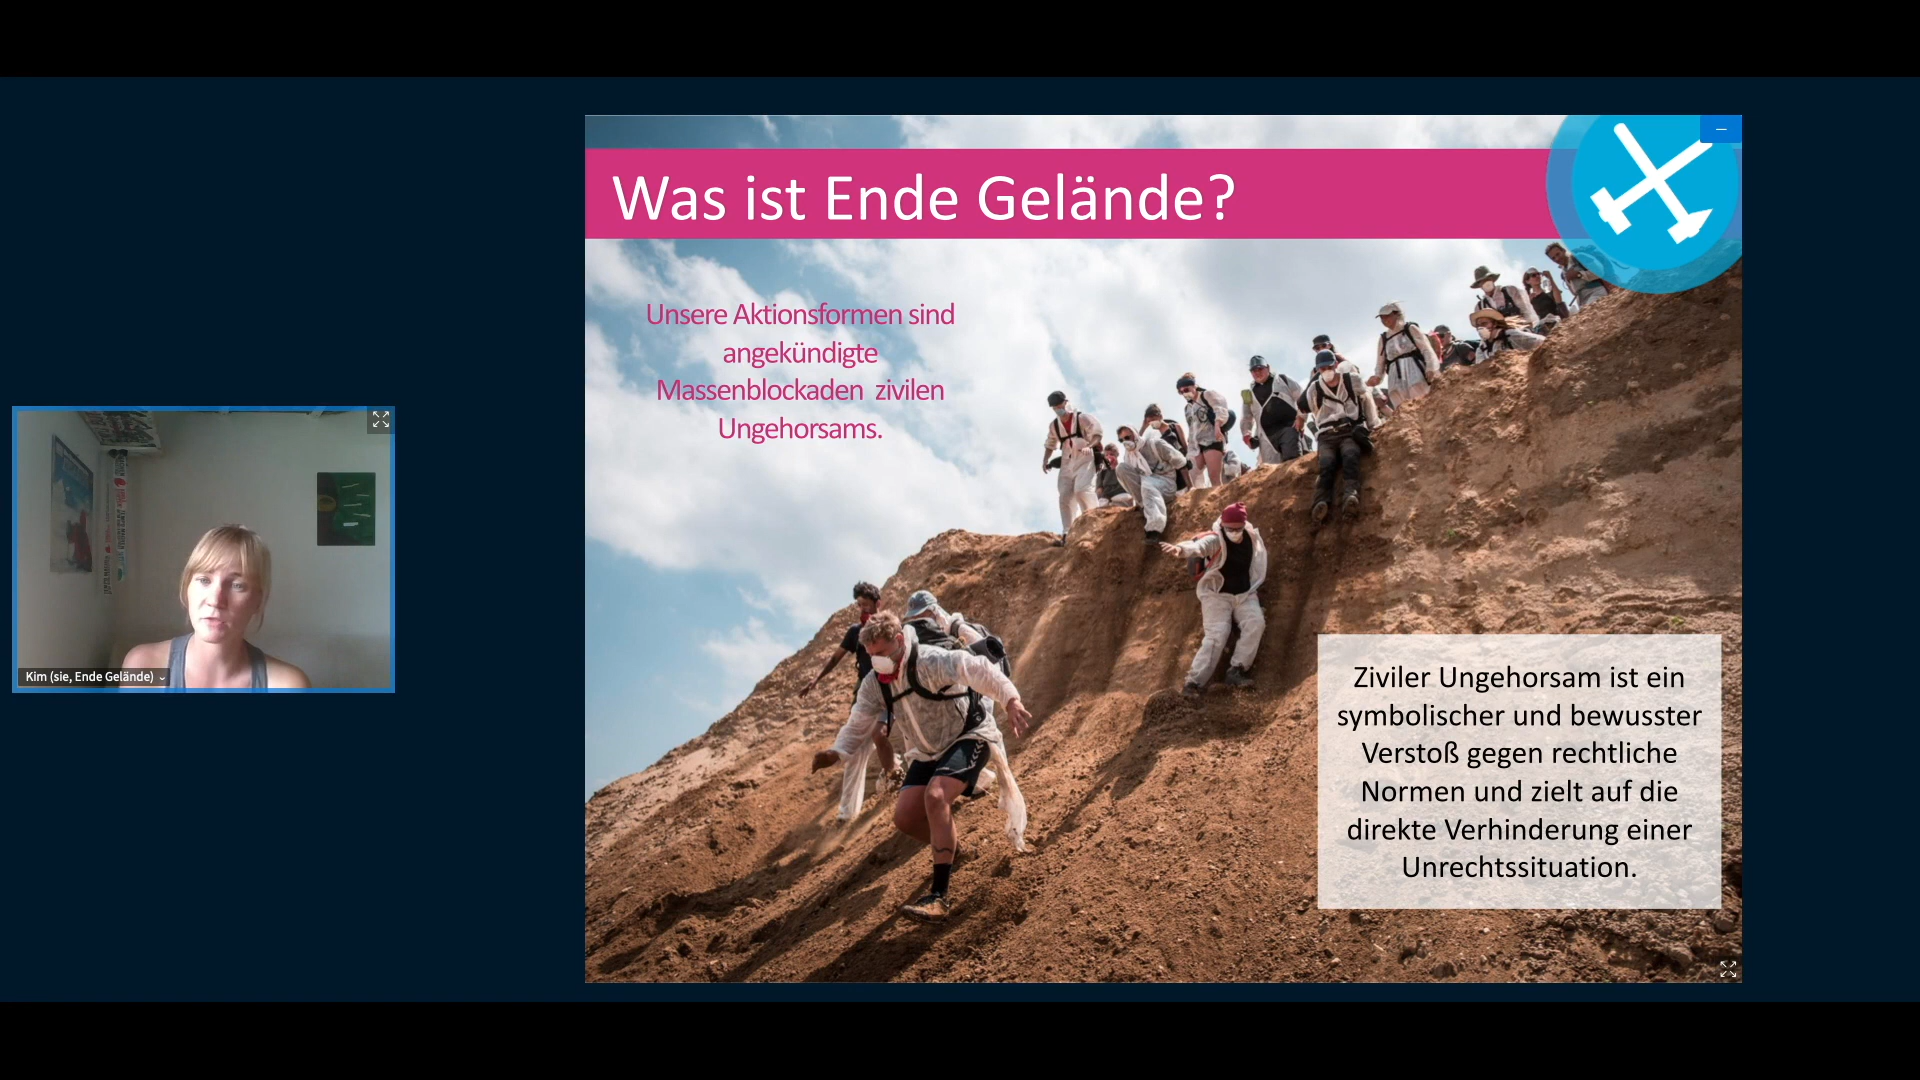 Was ist Ende Gelände?
Unsere Aktionsformen sind
angekündigte
Massenblockaden zivilen
Ungehorsams.
Kim (sie, Ende Gelände)
Ziviler Ungehorsam ist ein
symbolischer und bewusster
Verstoß gegen rechtliche
Normen und zielt auf die
direkte Verhinderung einer
Unrechtssituation.